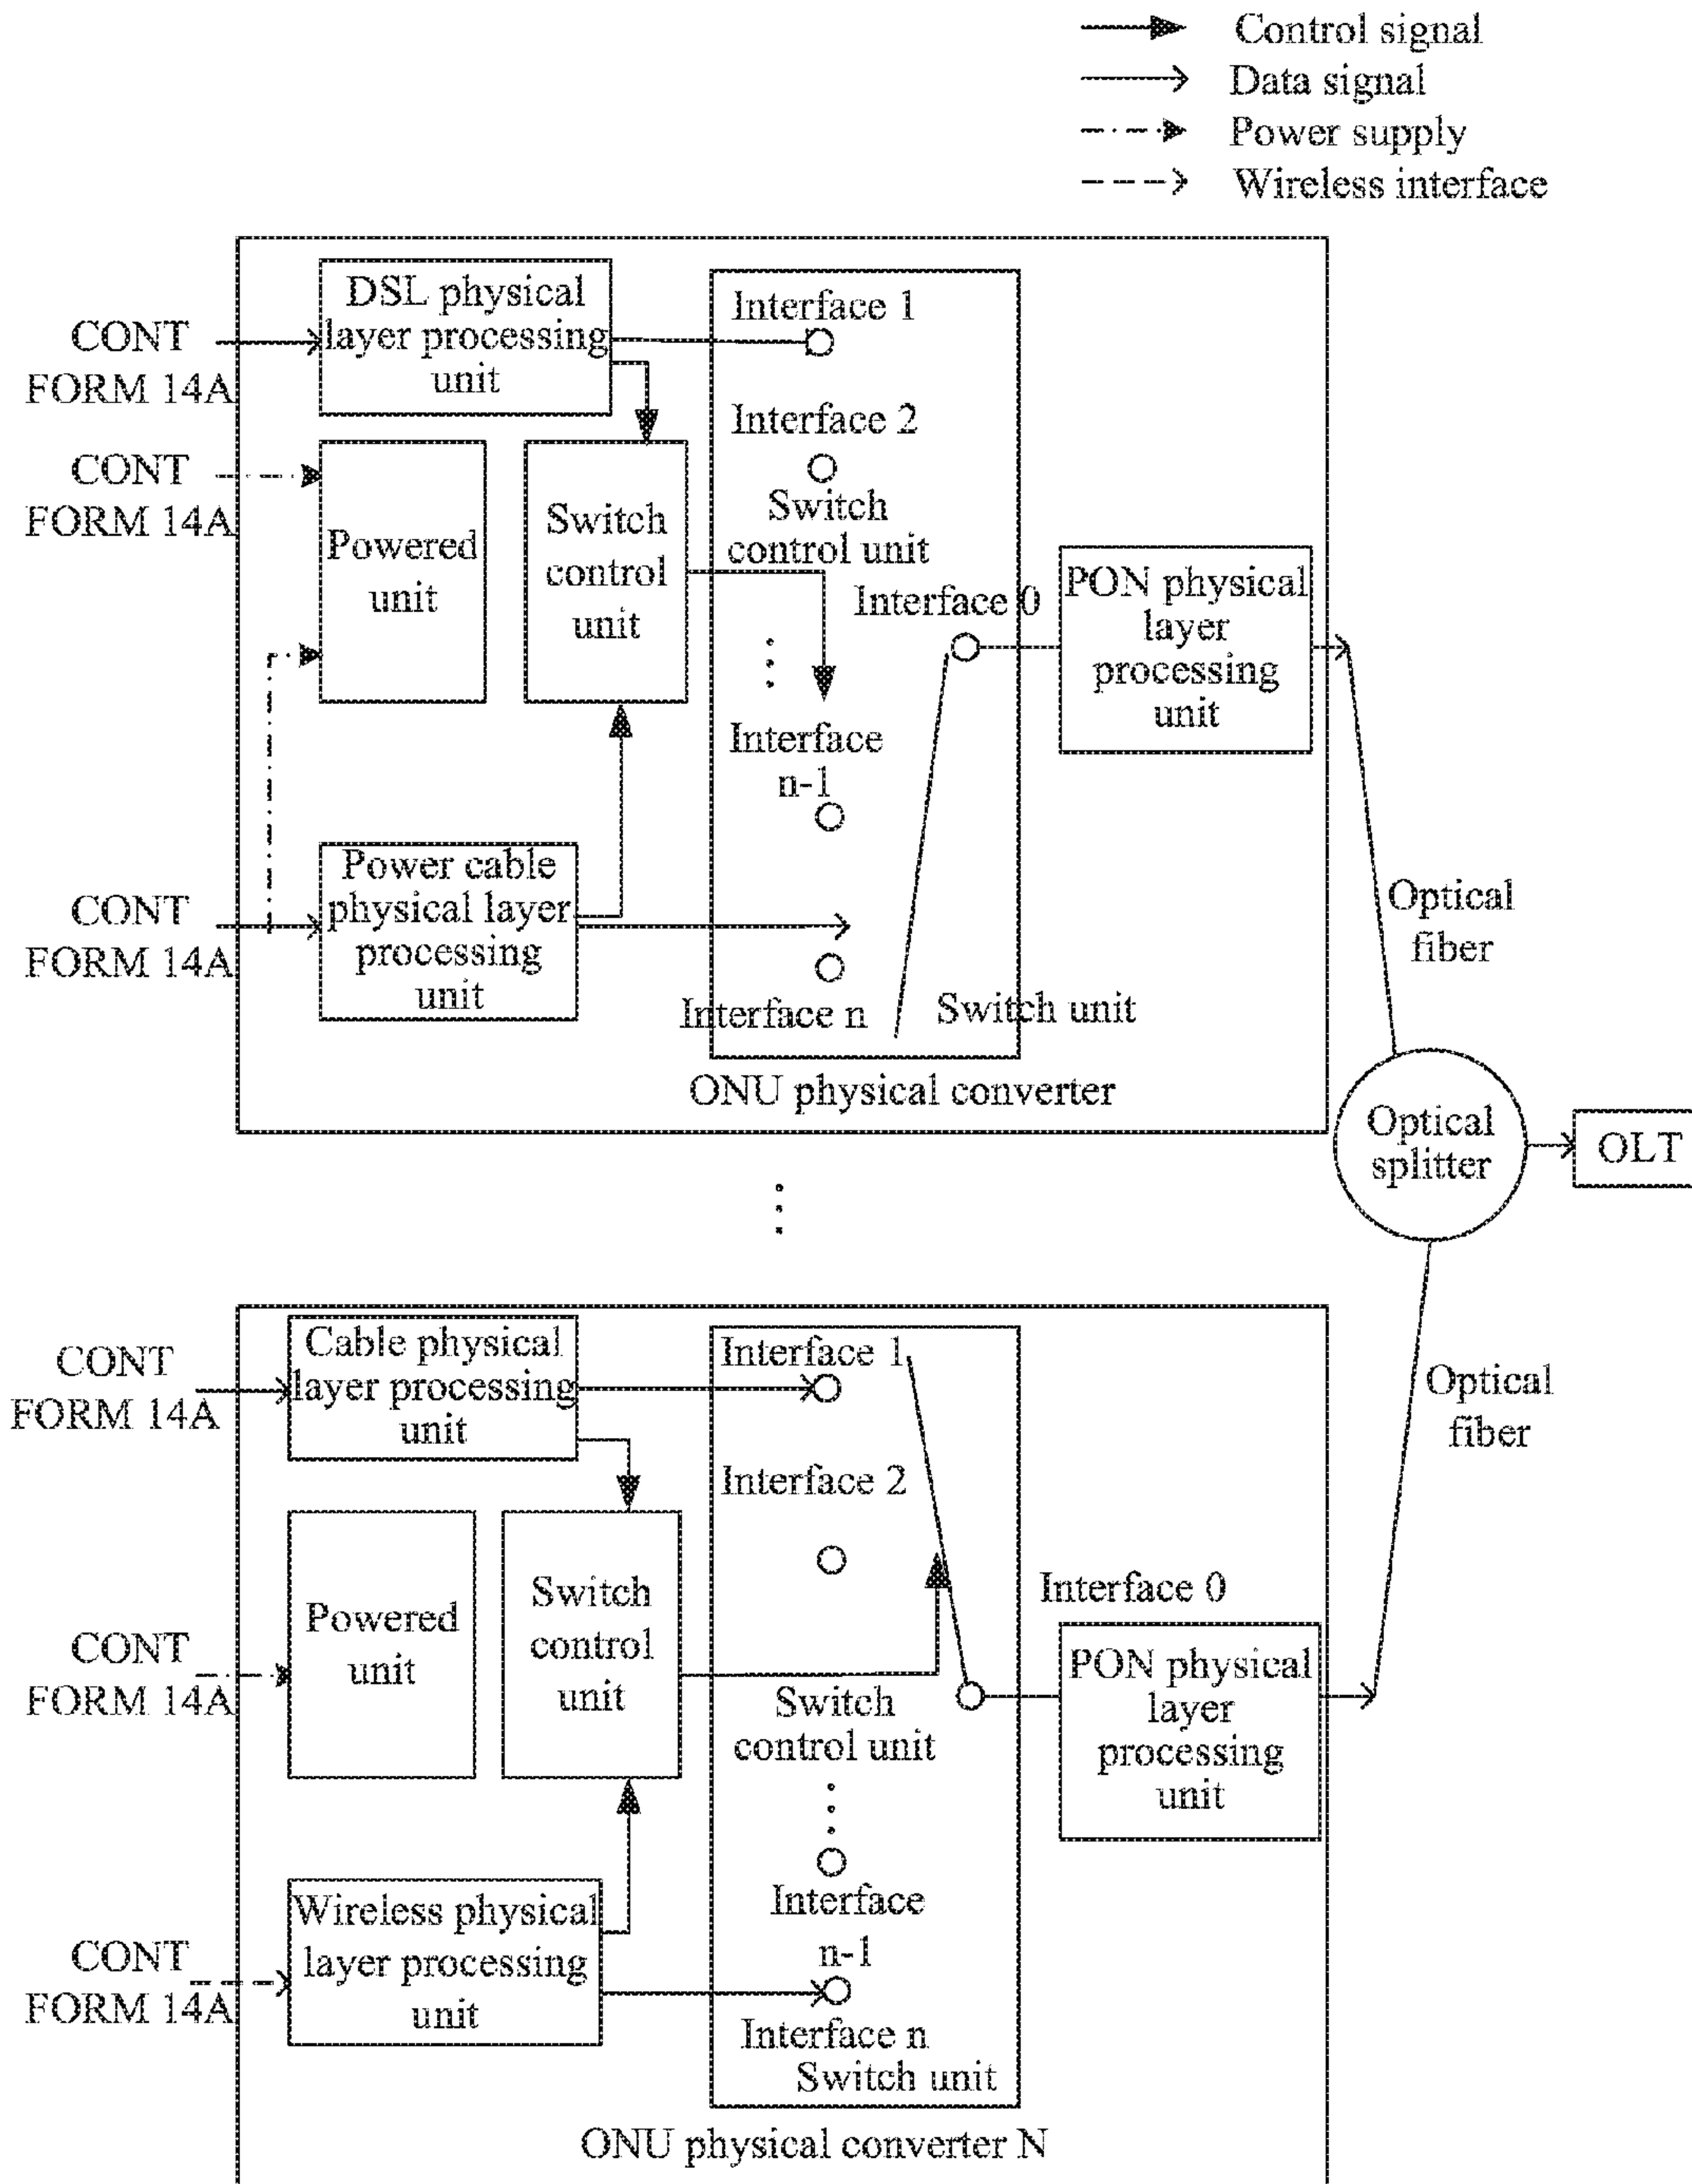 Control signal
Data signal
Power supply
Wireless interface
CONT
FORM 14A
DSL physical
layer processing
unit
Interface 1
CONT
FORM 14A
Powered
unit
Switch
control
unit
Interface 2
Switch
control unit
Interface 0
PON physical
layer
processing
unit
Interface
n-1
CONT
FORM 14A
Power cable
physical layer
processing
unit
Interface n
Switch unit
ONU physical converter
Optical
fiber
Optical
splitter
OLT
CONT
FORM 14A
Cable physical
layer processing
unit
Interface 1
Interface 2
Optical
fiber
CONT
FORM 14A
Powered
unit
Switch
control
unit
Interface 0
Switch
control unit
PON physical
layer
processing
unit
Interface
n-1
CONT
FORM 14A
Wireless physical
layer processing
unit
Interface n
Switch unit
ONU physical converter N